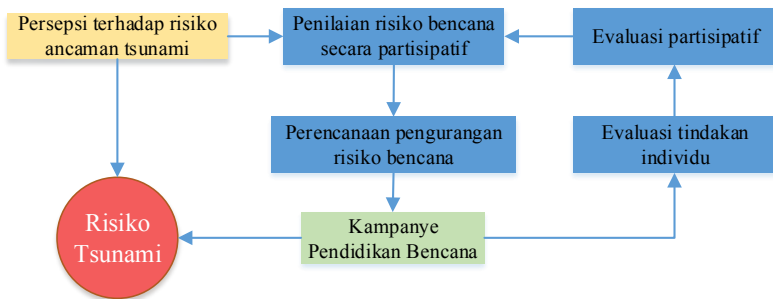 Persepsi terhadap risiko
ancaman tsunami
Penilaian risiko bencana
secara partisipatif
Evaluasi partisipatif
Perencanaan pengurangan
risiko bencana
Evaluasi tindakan
individu
Risiko
Tsunami
Kampanye
Pendidikan Bencana